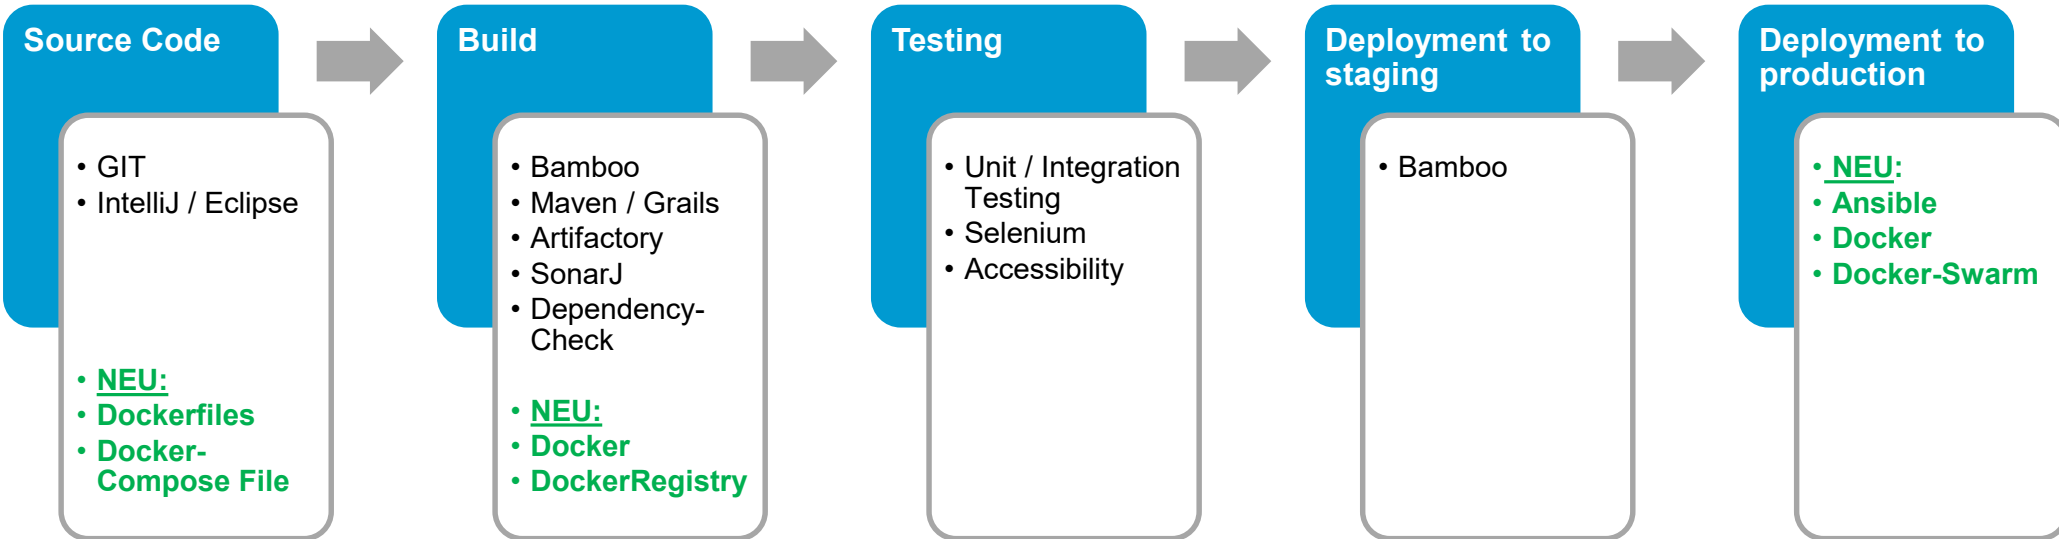 Source Code
• GIT
• IntelliJ / Eclipse
• NEU:
• Dockerfiles
• Docker-
Compose File
Build
• Bamboo
• Maven / Grails
• Artifactory
• SonarJ
• Dependency-
Check
• NEU:
• Docker
• DockerRegistry
Testing
• Unit / Integration
Testing
• Selenium
• Accessibility
Deployment to
staging
• Bamboo
Deployment to
production
• NEU:
• Ansible
• Docker
• Docker-Swarm